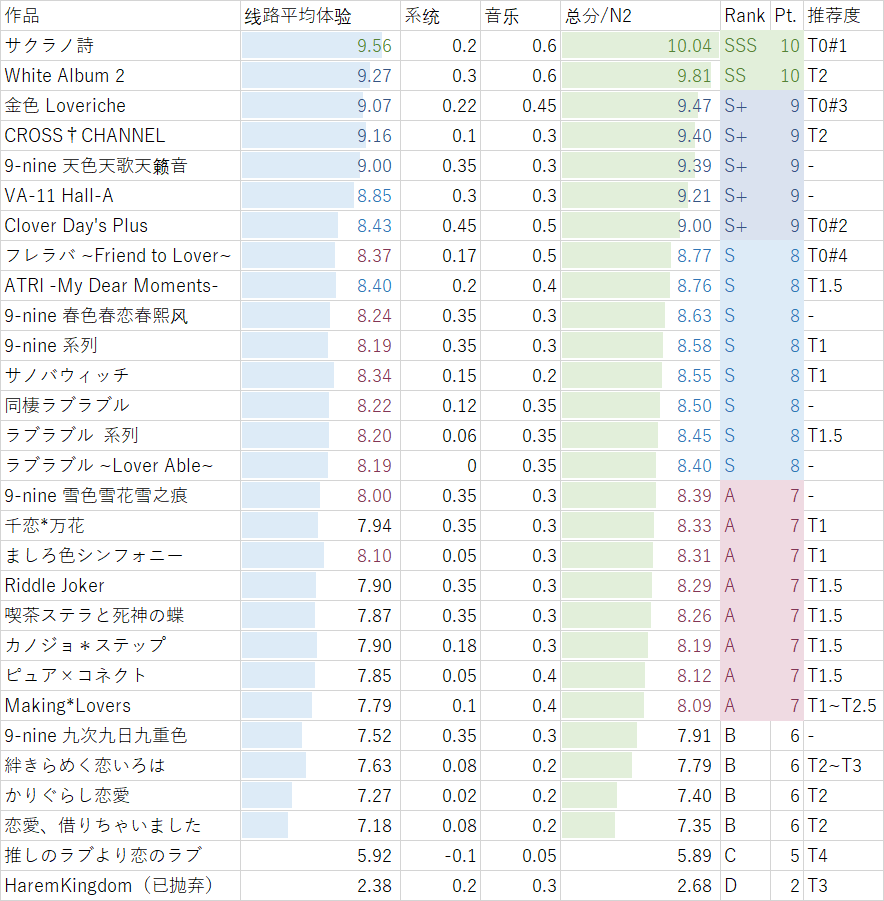 作品 线路平均体验 系统 音乐 总分/N2 Rank Pt. 推荐度
サクラノ詩 9.56 0.2 0.6 10.04 SSS 10 T0#1
White Album 2 9.27 0.3 0.6 9.81 SS 10 T2
金色 Loveriche 9.07 0.22 0.45 9.47 S+ 9 T0#3
CROSS†CHANNEL 9.16 0.1 0.3 9.40 S+ 9 T2
9-nine 天色天歌天籁音 9.00 0.35 0.3 9.39 S+ 9 -
VA-11 Hall-A 8.85 0.3 0.3 9.21 S+ 9 -
Clover Day's Plus 8.43 0.45 0.5 9.00 S+ 9 T0#2
フレラバ ~Friend to Lover~ 8.37 0.17 0.5 8.77 S 8 T0#4
ATRI -My Dear Moments- 8.40 0.2 0.4 8.76 S 8 T1.5
9-nine 春色春恋春熙风 8.24 0.35 0.3 8.63 S 8 -
9-nine 系列 8.19 0.35 0.3 8.58 S 8 T1
サノバウィッチ 8.34 0.15 0.2 8.55 S 8 T1
同棲ラブラブル 8.22 0.12 0.35 8.50 S 8 -
ラブラブル 系列 8.20 0.06 0.35 8.45 S 8 T1.5
ラブラブル ~Lover Able~ 8.19 0 0.35 8.40 S 8 -
9-nine 雪色雪花雪之痕 8.00 0.35 0.3 8.39 A 7 -
千恋*万花 7.94 0.35 0.3 8.33 A 7 T1
ましろ色シンフォニー 8.10 0.05 0.3 8.31 A 7 T1
Riddle Joker 7.90 0.35 0.3 8.29 A 7 T1.5
喫茶ステラと死神の蝶 7.87 0.35 0.3 8.26 A 7 T1.5
カノジョ＊ステップ 7.90 0.18 0.3 8.19 A 7 T1.5
ピュア×コネクト 7.85 0.05 0.4 8.12 A 7 T1.5
Making*Lovers 7.79 0.1 0.4 8.09 A 7 T1~T2.5
9-nine 九次九日九重色 7.52 0.35 0.3 7.91 B 6 -
絆きらめく恋いろは 7.63 0.08 0.2 7.79 B 6 T2~T3
かりぐらし恋愛 7.27 0.02 0.2 7.40 B 6 T2
恋愛、借りちゃいました 7.18 0.08 0.2 7.35 B 6 T2
推しのラブより恋のラブ 5.92 -0.1 0.05 5.89 C 5 T4
HaremKingdom（已抛弃） 2.38 0.2 0.3 2.68 D 2 T3